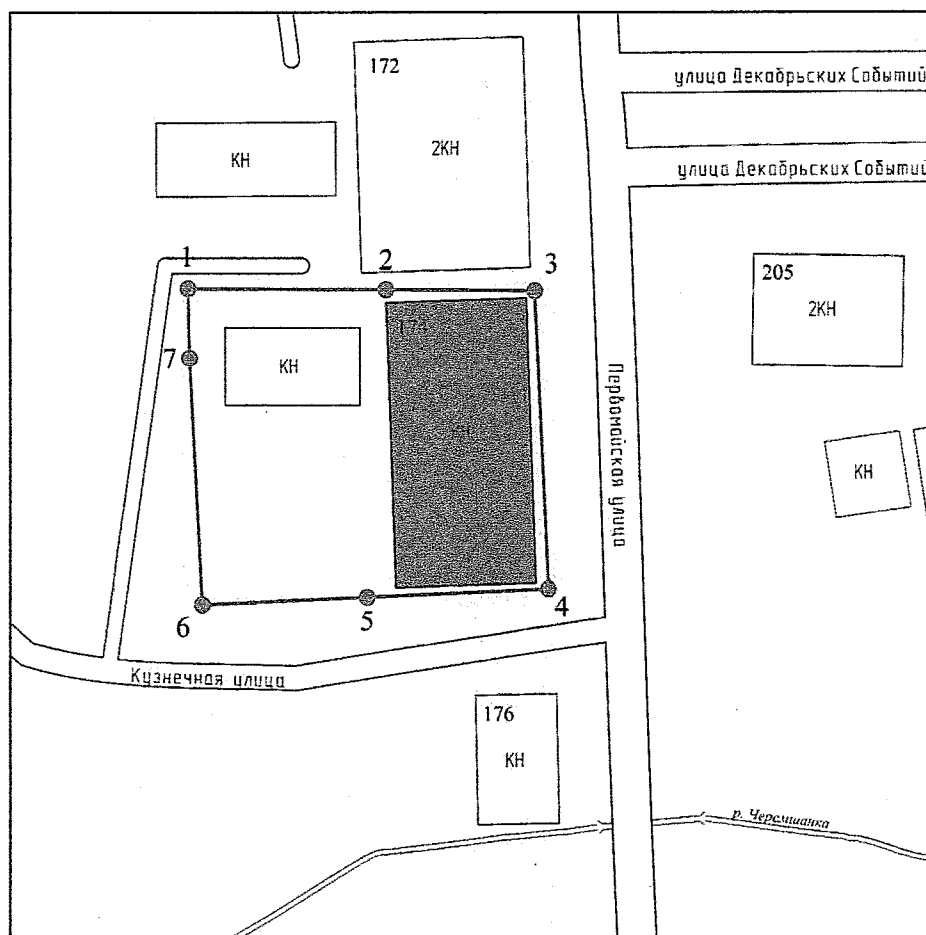 172
улица Декабрьских Событий
КН
2КН
улица Декабрьских Событий
1
2
3
205
2КН
7
КН
Первомайская улица
КН
4
5
6
Кузнечная улица
176
КН
р. Черемшанка